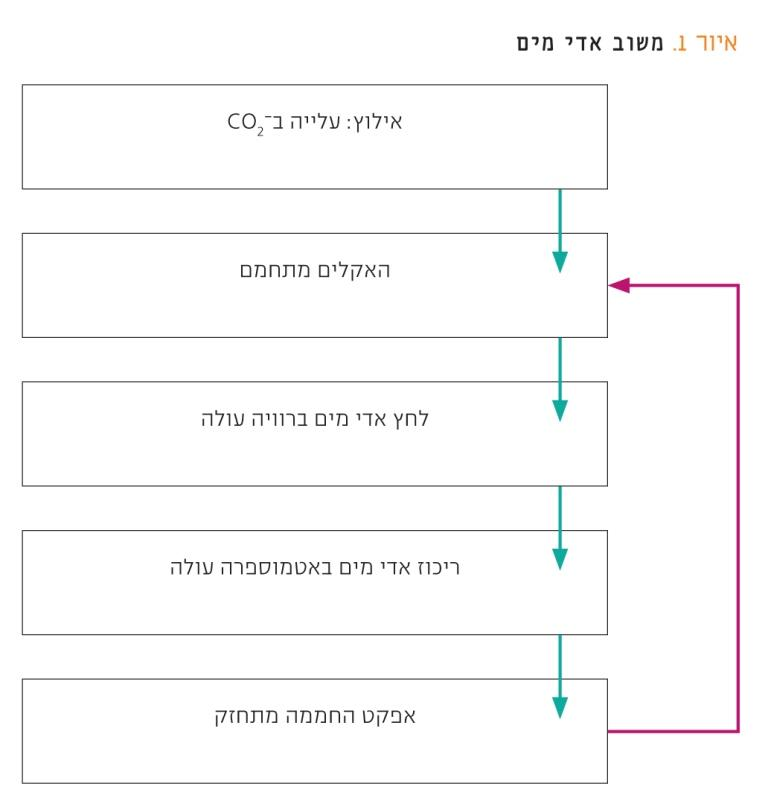 איור 1. משוב אדי מים
אילוץ: עלייה ב־CO₂
האקלים מתחמם
לחץ אדי מים ברוויה עולה
ריכוז אדי מים באטמוספרה עולה
אפקט החממה מתחזק